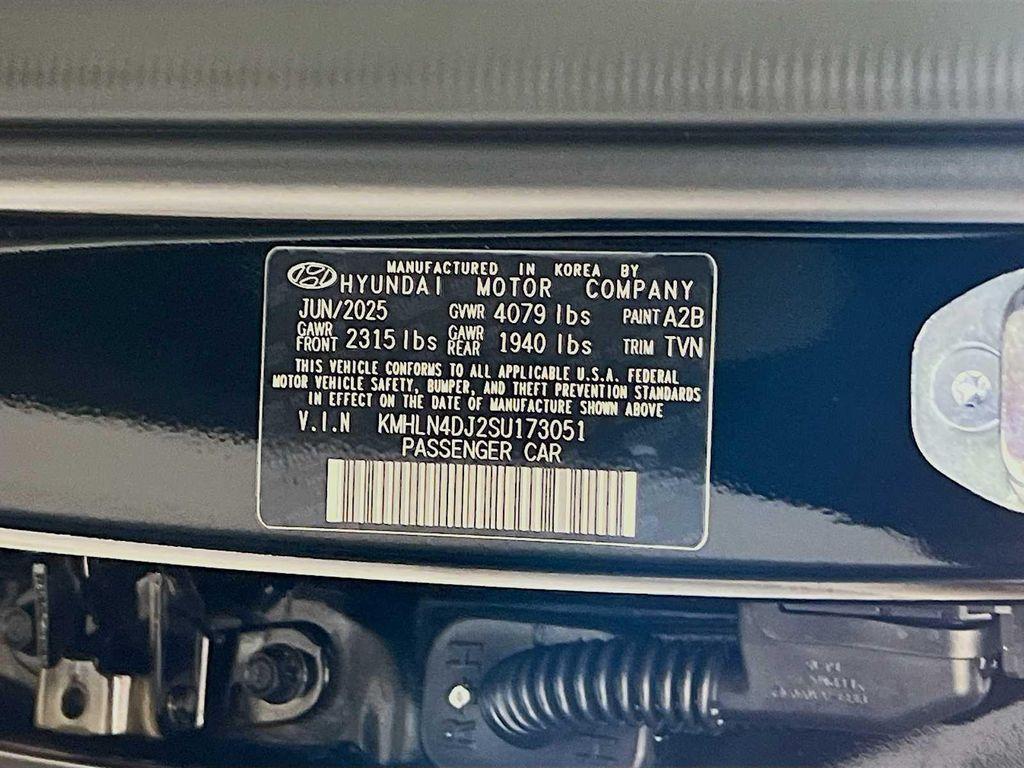 MANUFACTURED IN KOREA BY
HYUNDAI MOTOR COMPANY
JUN/2025 GVWR 4079 lbs PAINT A2B
GAWR FRONT 2315 lbs GAWR REAR 1940 lbs TRIM TVN
THIS VEHICLE CONFORMS TO ALL APPLICABLE U.S.A. FEDERAL
MOTOR VEHICLE SAFETY, BUMPER, AND THEFT PREVENTION STANDARDS
IN EFFECT ON THE DATE OF MANUFACTURE SHOWN ABOVE
V.I.N KMHLN4DJ2SU173051
PASSENGER CAR